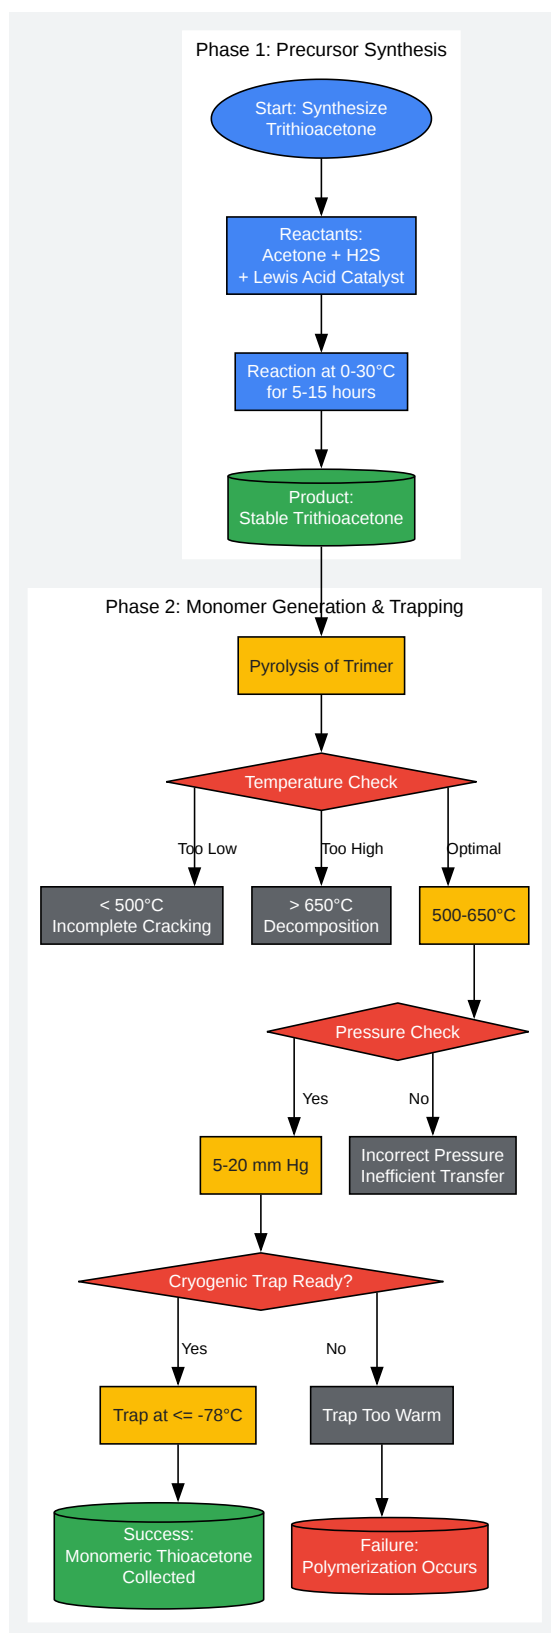 Phase 1: Precursor Synthesis
Start: Synthesize
Trithioacetone
Reactants:
Acetone + H2S
+ Lewis Acid Catalyst
Reaction at 0-30°C
for 5-15 hours
Product:
Stable Trithioacetone
Phase 2: Monomer Generation & Trapping
Pyrolysis of Trimer
Temperature Check
Too Low
Too High
Optimal
< 500°C
Incomplete Cracking
> 650°C
Decomposition
500-650°C
Pressure Check
Yes
No
5-20 mm Hg
Incorrect Pressure
Inefficient Transfer
Cryogenic Trap Ready?
Yes
No
Trap at <= -78°C
Trap Too Warm
Success:
Monomeric Thioacetone
Collected
Failure:
Polymerization Occurs